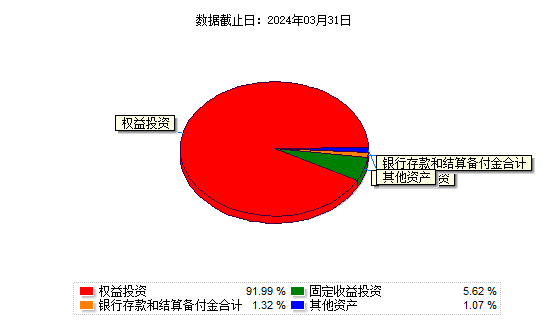 数据截止日：2024年03月31日
权益投资
银行存款和结算备付金合计
其他资产
资
权益投资 91.99 % 固定收益投资 5.62 %
银行存款和结算备付金合计 1.32 % 其他资产 1.07 %